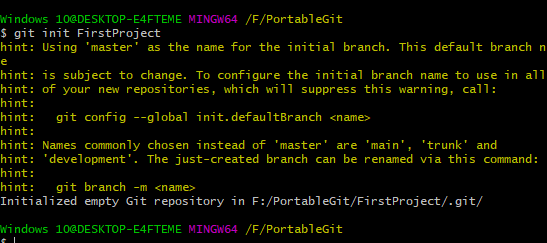 Windows 10@DESKTOP-E4FTEME MINGW64 /F/PortableGit
$ git init FirstProject
hint: Using 'master' as the name for the initial branch. This default branch nam
e
hint: is subject to change. To configure the initial branch name to use in all
hint: of your new repositories, which will suppress this warning, call:
hint:
hint:   git config --global init.defaultBranch <name>
hint:
hint: Names commonly chosen instead of 'master' are 'main', 'trunk' and
hint: 'development'. The just-created branch can be renamed via this command:
hint:
hint:   git branch -m <name>
Initialized empty Git repository in F:/PortableGit/FirstProject/.git/
Windows 10@DESKTOP-E4FTEME MINGW64 /F/PortableGit
$